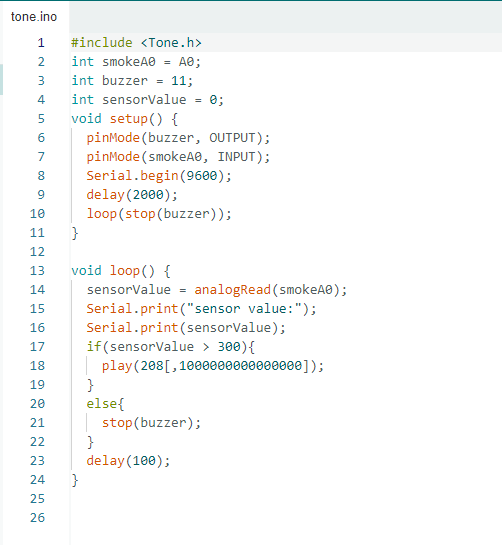 tone.ino
1 #include <Tone.h>
2 int smokeA0 = A0;
3 int buzzer = 11;
4 int sensorValue = 0;
5 void setup() {
6   pinMode(buzzer, OUTPUT);
7   pinMode(smokeA0, INPUT);
8   Serial.begin(9600);
9   delay(2000);
10   loop(stop(buzzer));
11 }
12
13 void loop() {
14   sensorValue = analogRead(smokeA0);
15   Serial.print("sensor value:");
16   Serial.print(sensorValue);
17   if(sensorValue > 300){
18     play(208[,1000000000000000]);
19   }
20   else{
21     stop(buzzer);
22   }
23   delay(100);
24 }
25
26